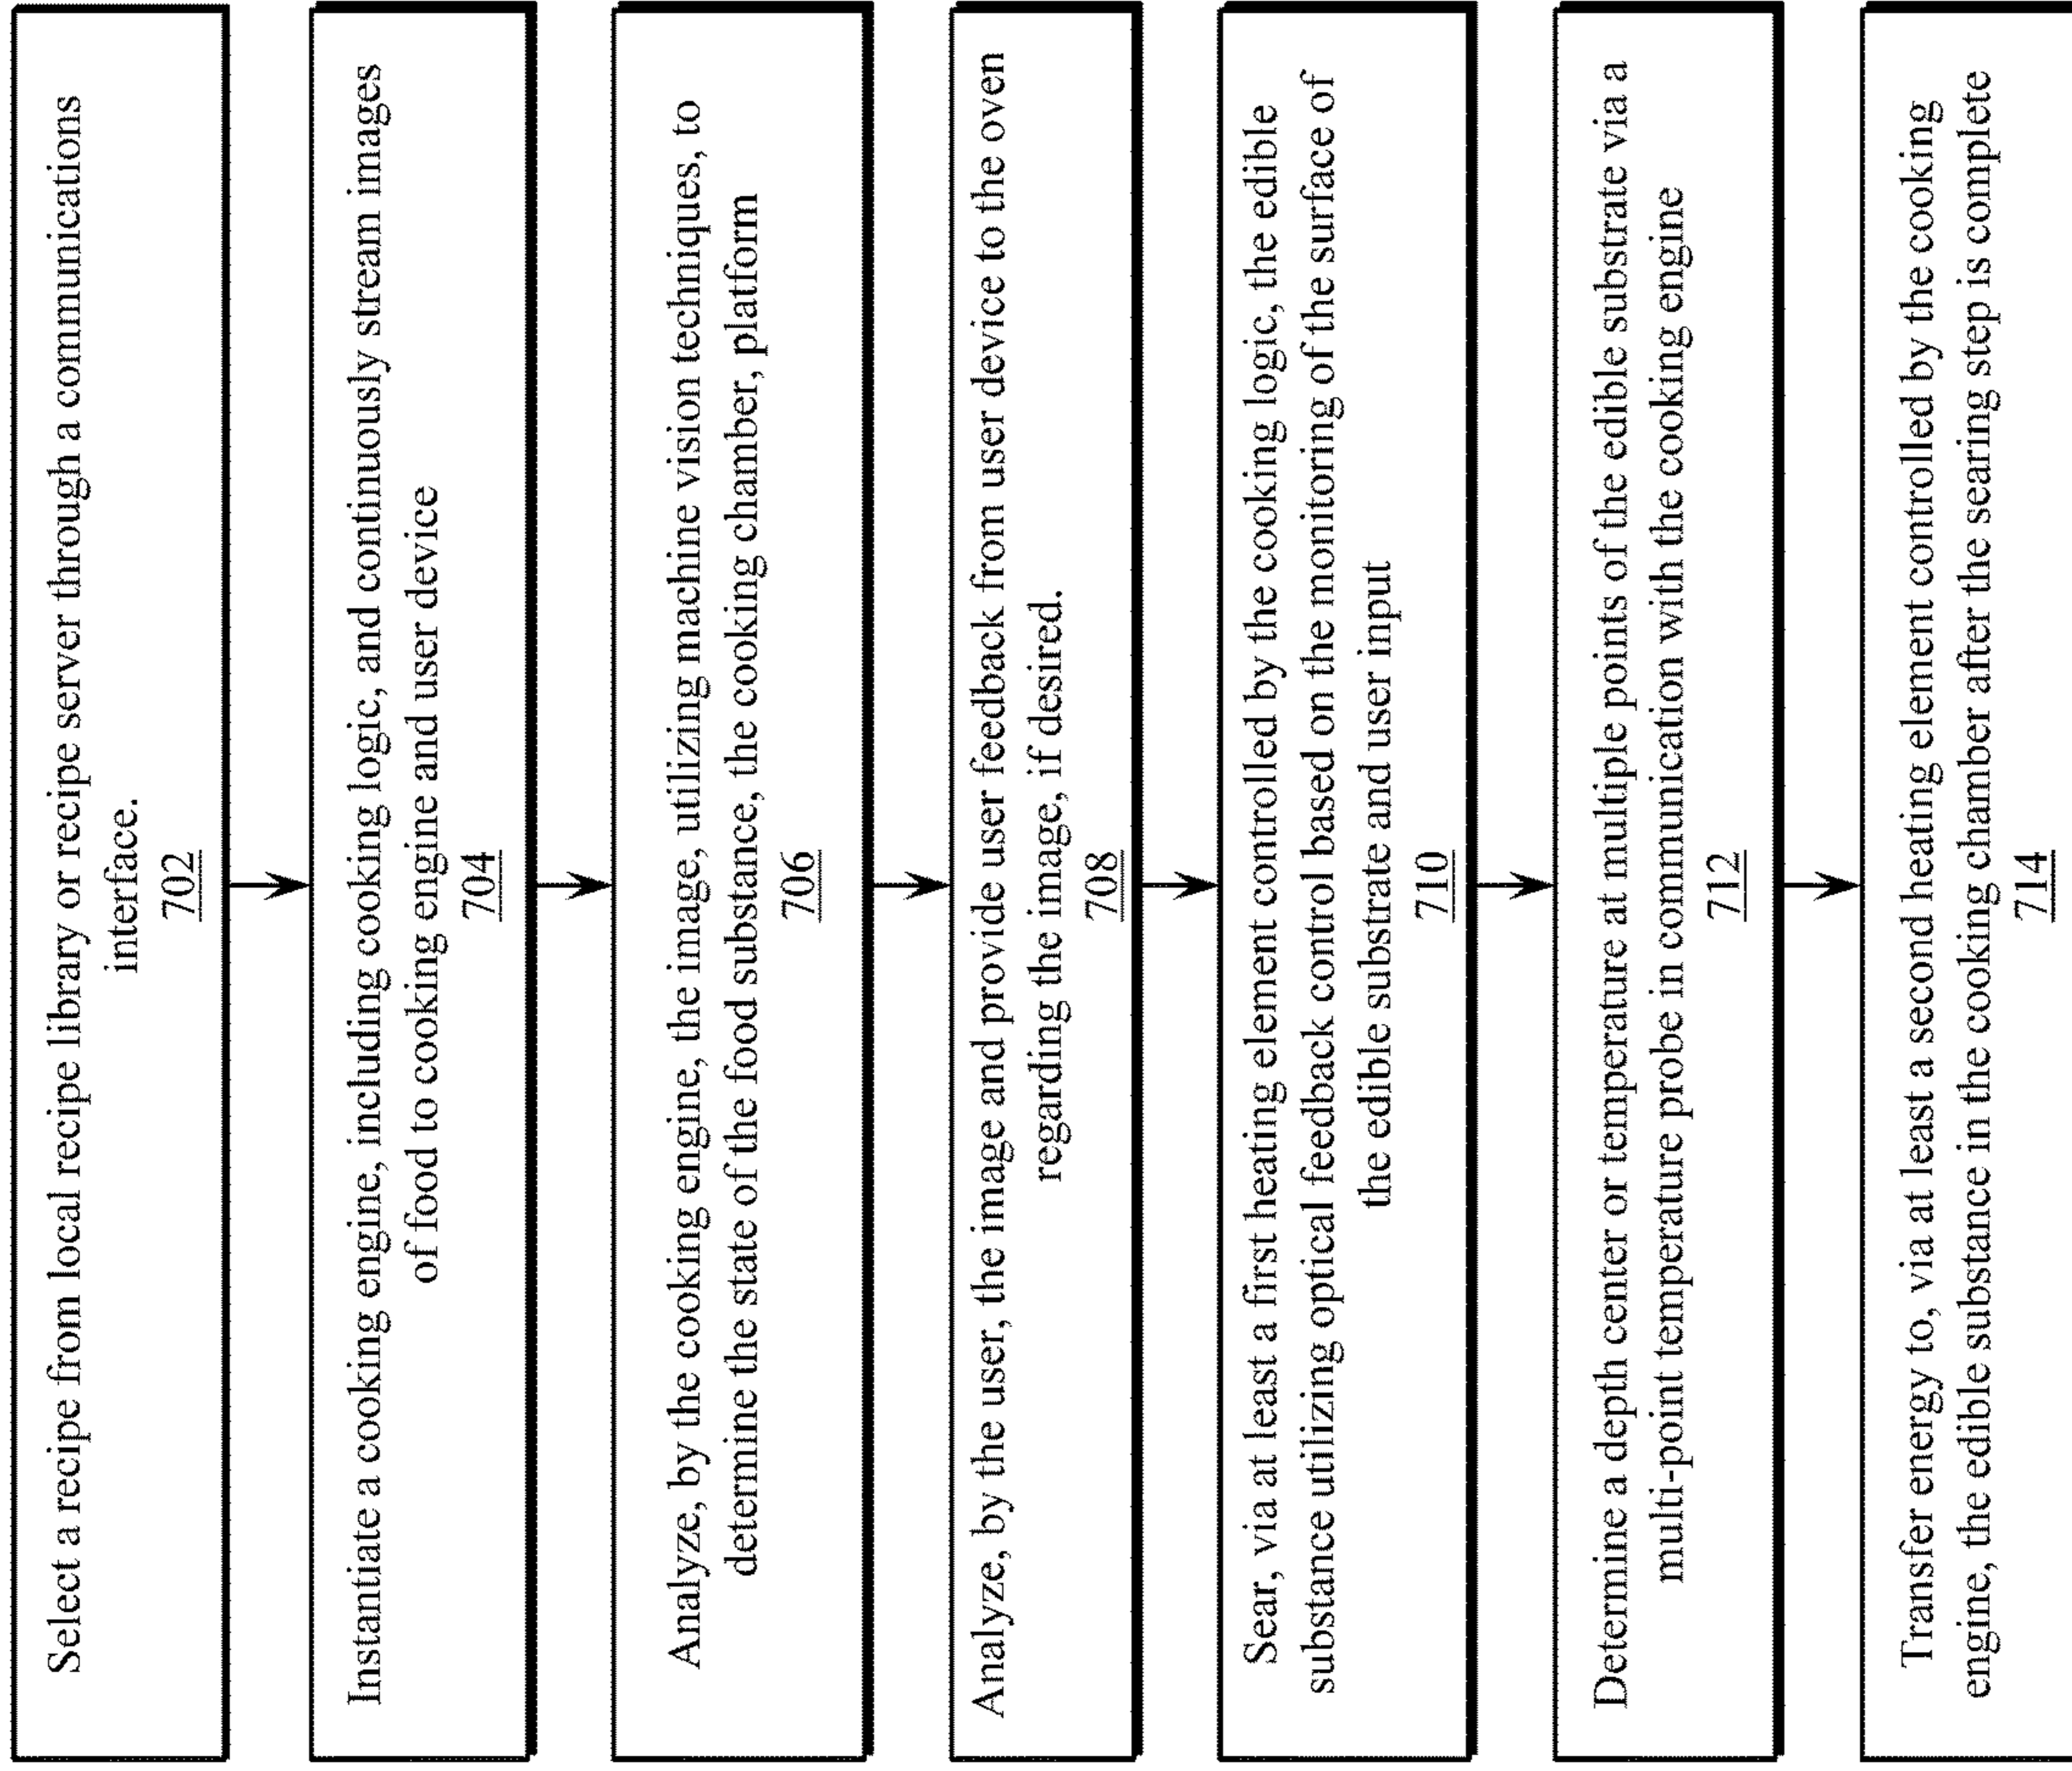 Select a recipe from local recipe library or recipe server through a communications
interface.
702
Instantiate a cooking engine, including cooking logic, and continuously stream images
of food to cooking engine and user device
704
Analyze, by the cooking engine, the image, utilizing machine vision techniques, to
determine the state of the food substance, the cooking chamber, platform
706
Analyze, by the user, the image and provide user feedback from user device to the oven
regarding the image, if desired.
708
Sear, via at least a first heating element controlled by the cooking logic, the edible
substance utilizing optical feedback control based on the monitoring of the surface of
the edible substrate and user input
710
Determine a depth center or temperature at multiple points of the edible substrate via a
multi-point temperature probe in communication with the cooking engine
712
Transfer energy to, via at least a second heating element controlled by the cooking
engine, the edible substance in the cooking chamber after the searing step is complete
714